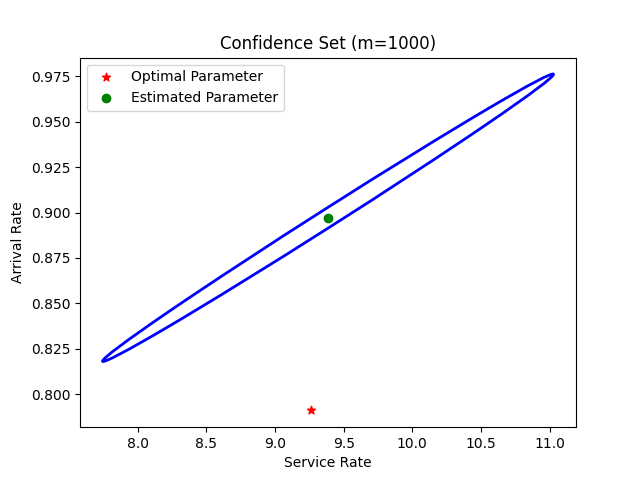 Confidence Set (m=1000)
Optimal Parameter
Estimated Parameter
Arrival Rate
0.975
0.950
0.925
0.900
0.875
0.850
0.825
0.800
8.0 8.5 9.0 9.5 10.0 10.5 11.0
Service Rate